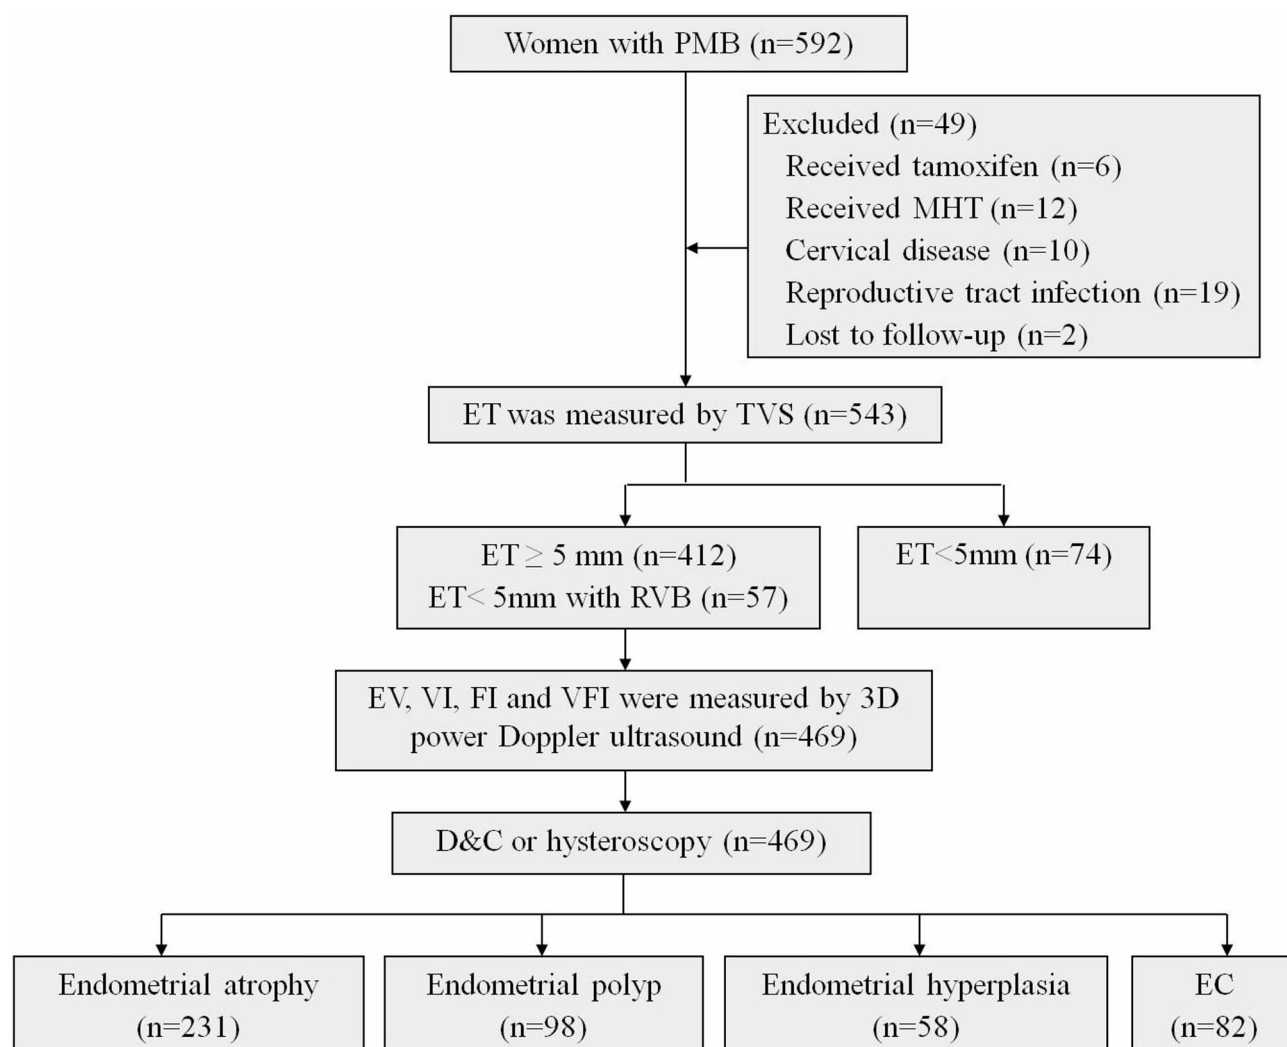 Women with PMB (n=592)
Excluded (n=49)
Received tamoxifen (n=6)
Received MHT (n=12)
Cervical disease (n=10)
Reproductive tract infection (n=19)
Lost to follow-up (n=2)
ET was measured by TVS (n=543)
ET ≥ 5 mm (n=412)
ET< 5mm with RVB (n=57)
ET<5mm (n=74)
EV, VI, FI and VFI were measured by 3D
power Doppler ultrasound (n=469)
D&C or hysteroscopy (n=469)
Endometrial atrophy
(n=231)
Endometrial polyp
(n=98)
Endometrial hyperplasia
(n=58)
EC
(n=82)